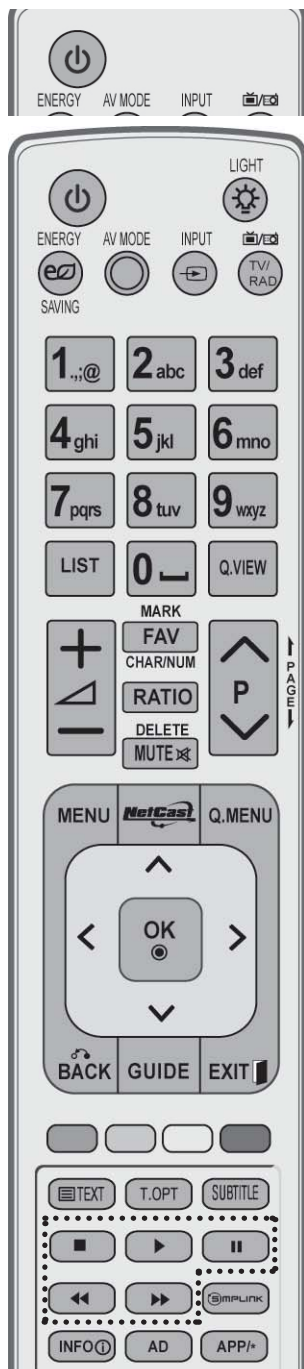 ENERGY AV MODE INPUT
LIGHT
ENERGY AV MODE INPUT
TV/
RAD
SAVING
1.,;@ 2abc 3def
4ghi 5jkl 6mno
7pqrs 8tuv 9wxyz
LIST 0 Q.VIEW
MARK
FAV
CHAR/NUM
RATIO
DELETE
MUTE
P
PAGE
MENU NetCast Q.MENU
OK
BACK GUIDE EXIT
TEXT T.OPT SUBTITLE
SIMPLINK
INFO AD APP/*